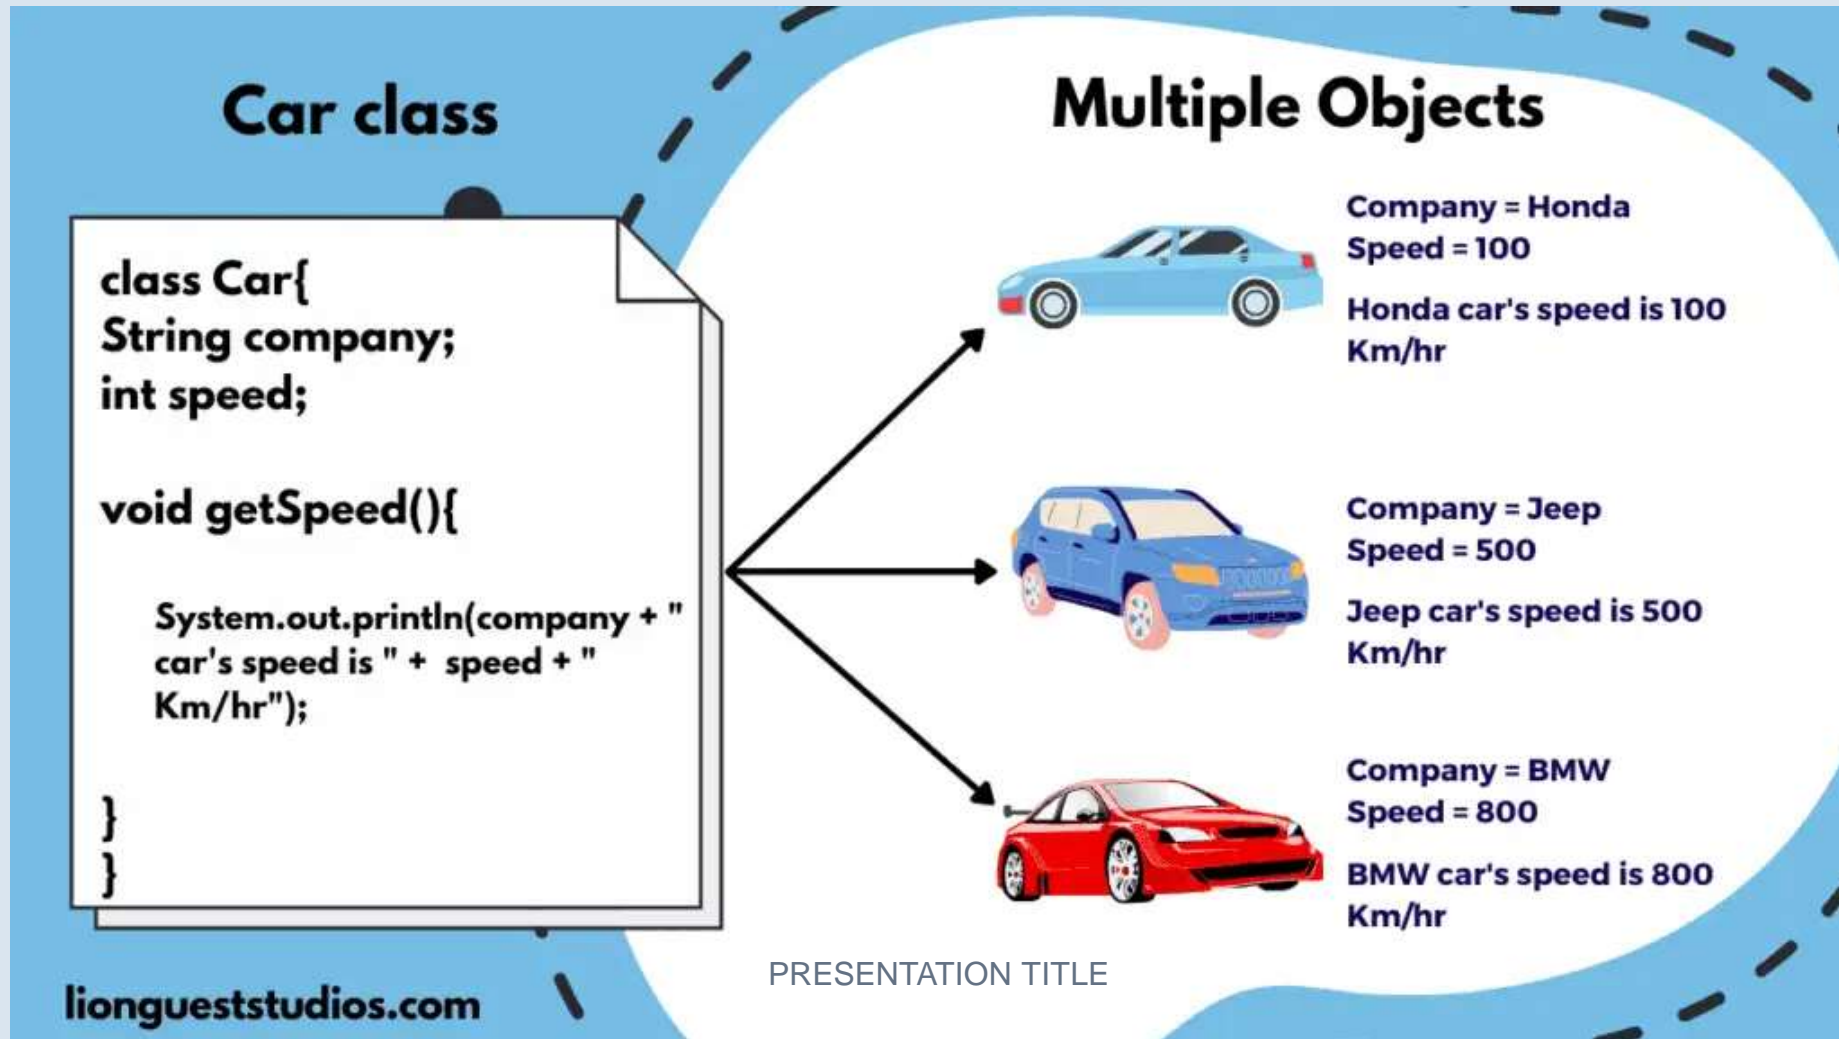 Car class
class Car{
String company;
int speed;
void getSpeed(){
System.out.println(company + "
car's speed is " + speed + "
Km/hr");
}
}
liongueststudios.com
Multiple Objects
Company = Honda
Speed = 100
Honda car's speed is 100
Km/hr
Company = Jeep
Speed = 500
Jeep car's speed is 500
Km/hr
Company = BMW
Speed = 800
BMW car's speed is 800
Km/hr
PRESENTATION TITLE